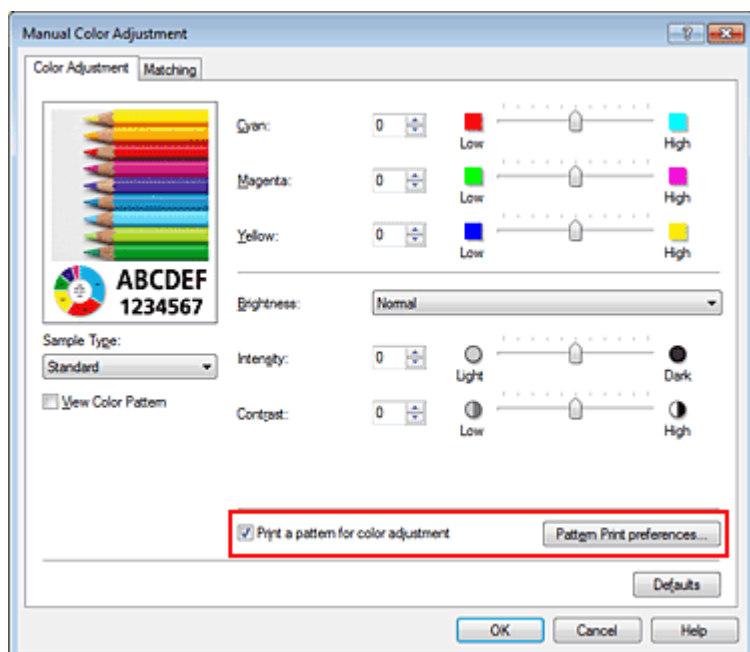 Manual Color Adjustment
Color Adjustment Matching
Cyan: 0 Low High
Magenta: 0 Low High
Yellow: 0 Low High
ABCDEF
1234567
Brightness: Normal
Sample Type:
Standard
Intensity: 0 Light Dark
View Color Pattern
Contrast: 0 Low High
Print a pattern for color adjustment Pattern Print preferences...
Defaults
OK Cancel Help